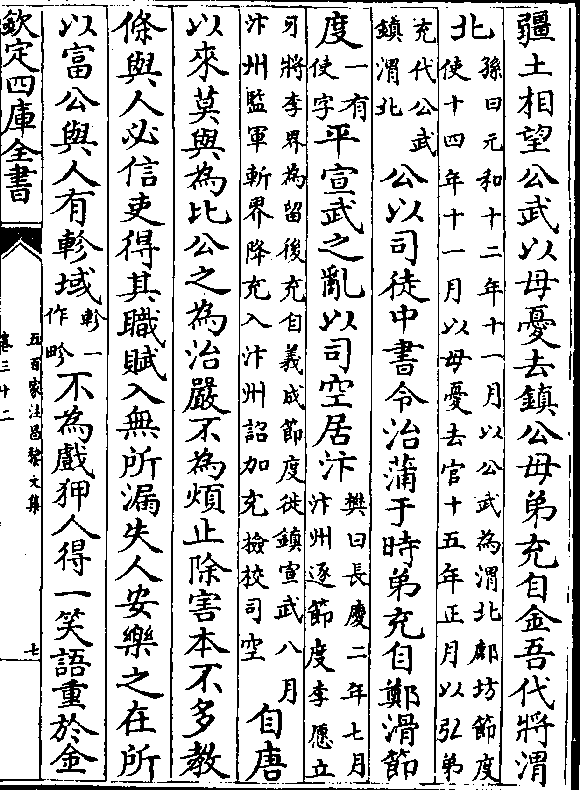 疆土相望公武以母憂去鎮公母弟充自金吾代將渭
北
孫曰元和十二年十一月以公武為渭北鄜坊節度
使十四年十一月以母憂去官十五年正月以弘弟
充代公武
鎮渭北
公以司徒中書令治蒲于時弟充自鄭滑節
度
一有
使字
平宣武之亂以司空居汴
樊曰長慶二年七月
汴州逐節度李愿立
牙將李界為留後充自義成節度徙鎮宣武八月
汴州監軍斬界降充入汴州詔加充檢校司空
自唐
以來莫與為比公之為治嚴不為煩止除害本不多教
條與人必信吏得其職賦入無所漏失人安樂之在所
以富公與人有軫域
軫一
作畛
不為戲狎人得一笑語重於金
欽定四庫全書
五百家注昌黎文集
卷三十二
七